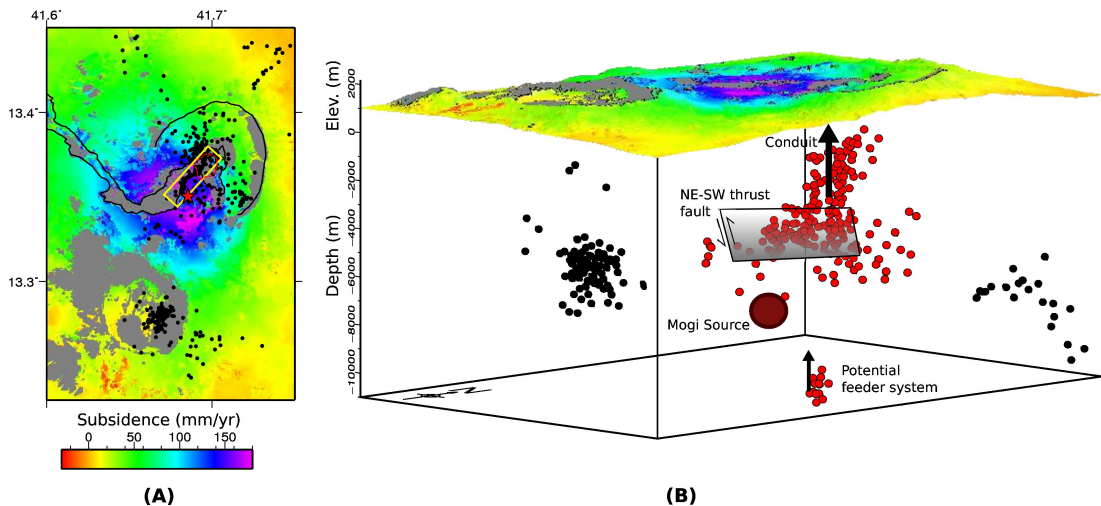 41.6°
41.7°
13.4°
13.3°
Subsidence (mm/yr)
0 50 100 150
(A)
Elev. (m)
2000
0
Depth (m)
-2000
-4000
-6000
-8000
-10000
Conduit
NE-SW thrust
fault
Mogi Source
Potential
feeder system
(B)